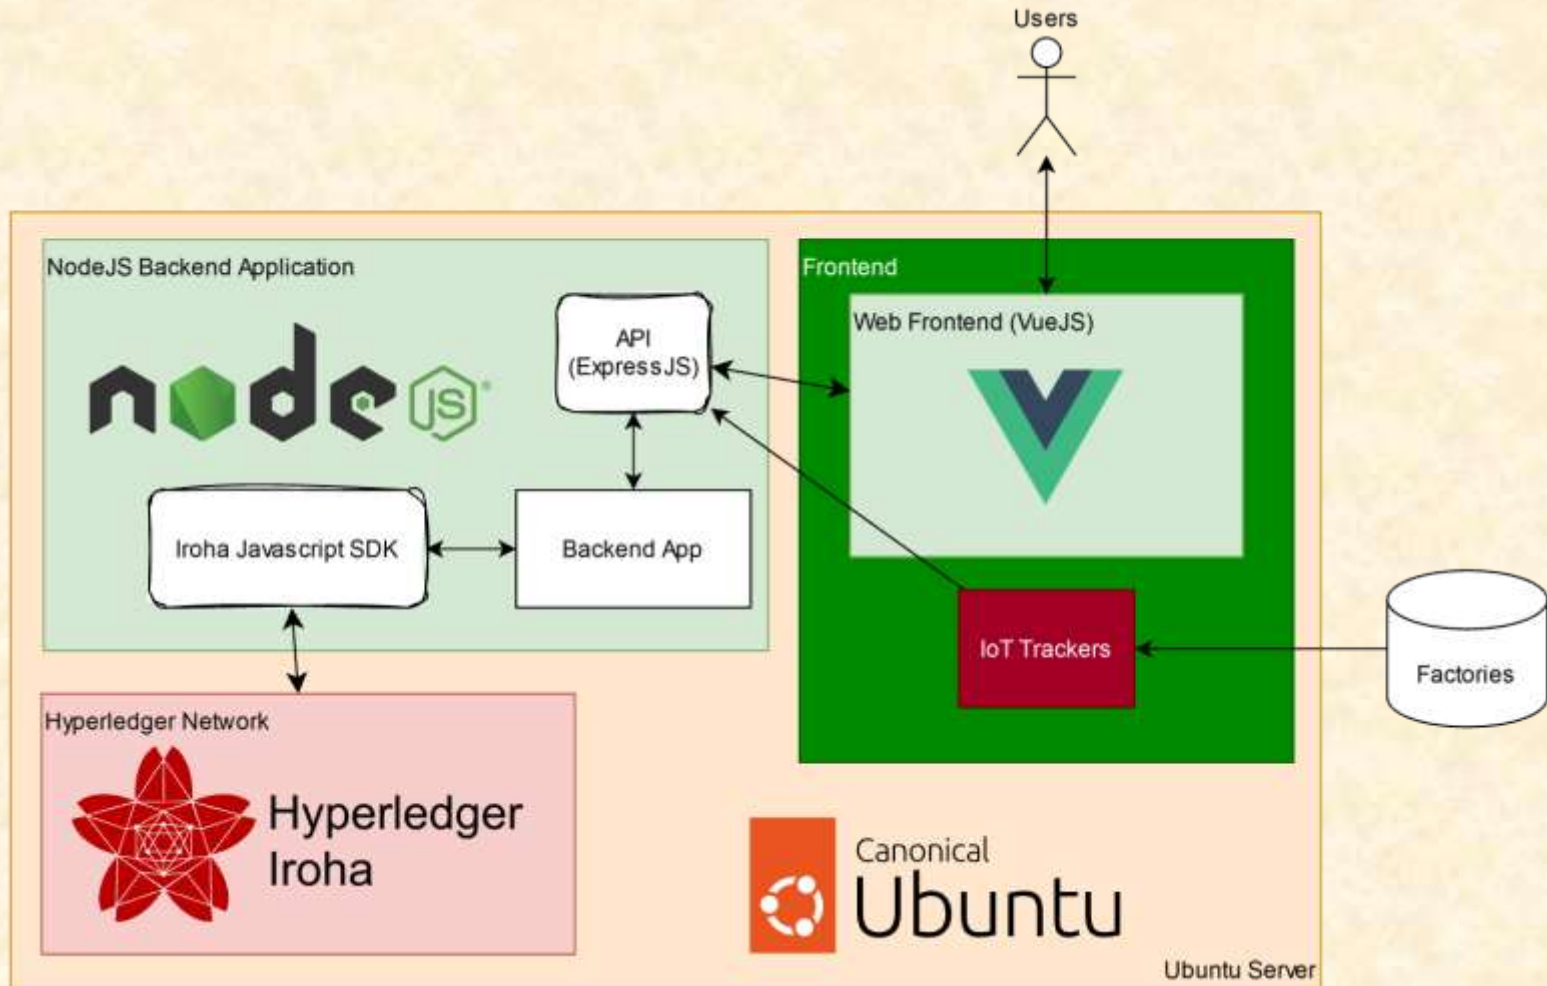 Users
NodeJS Backend Application
node JS
API
(ExpressJS)
Iroha Javascript SDK
Backend App
Frontend
Web Frontend (VueJS)
IoT Trackers
Factories
Hyperledger Network
Hyperledger
Iroha
Canonical
Ubuntu
Ubuntu Server